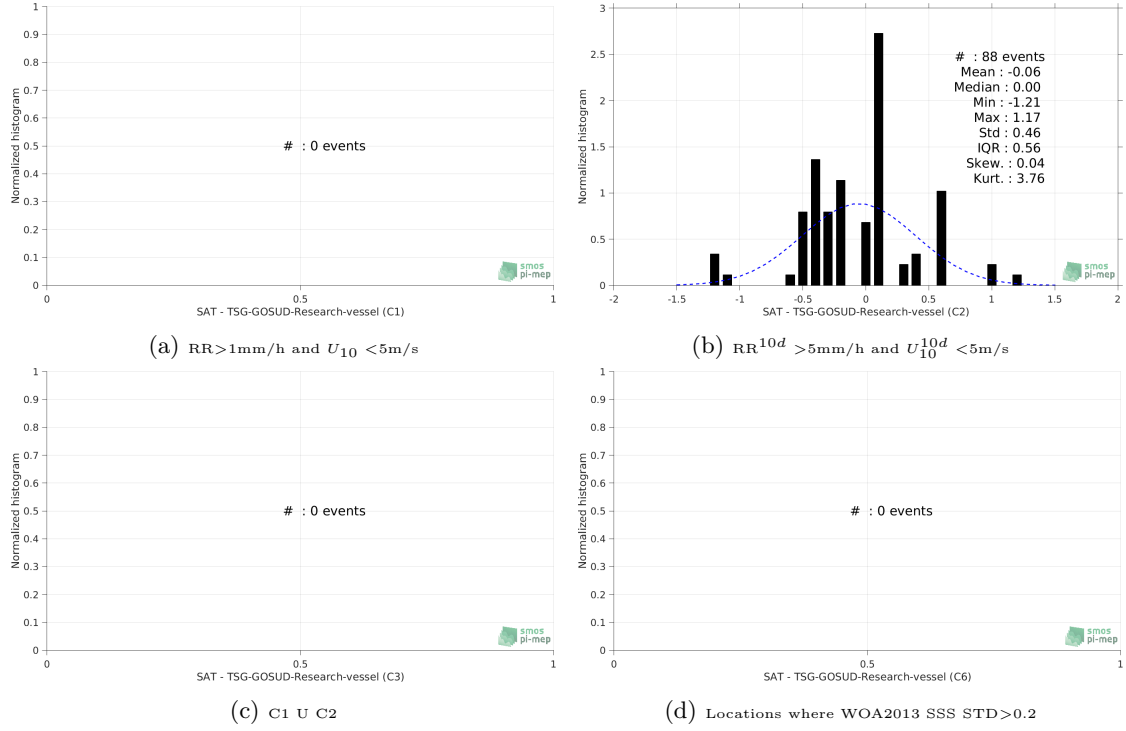 1
0.9
0.8
0.7
0.6
0.5
0.4
0.3
0.2
0.1
0
Normalized histogram
# : 0 events
smos
pi-mep
0 0.5 1
SAT - TSG-GOSUD-Research-vessel (C1)
(a) RR>1mm/h and U10 <5m/s
3
2.5
2
1.5
1
0.5
0
Normalized histogram
# : 88 events
Mean : -0.06
Median : 0.00
Min : -1.21
Max : 1.17
Std : 0.46
IQR : 0.56
Skew. : 0.04
Kurt. : 3.76
smos
pi-mep
-2 -1.5 -1 -0.5 0 0.5 1 1.5 2
SAT - TSG-GOSUD-Research-vessel (C2)
(b) RR10d >5mm/h and U10d10 <5m/s
1
0.9
0.8
0.7
0.6
0.5
0.4
0.3
0.2
0.1
0
Normalized histogram
# : 0 events
smos
pi-mep
0 0.5 1
SAT - TSG-GOSUD-Research-vessel (C3)
(c) C1 U C2
1
0.9
0.8
0.7
0.6
0.5
0.4
0.3
0.2
0.1
0
Normalized histogram
# : 0 events
smos
pi-mep
0 0.5 1
SAT - TSG-GOSUD-Research-vessel (C6)
(d) Locations where WOA2013 SSS STD>0.2